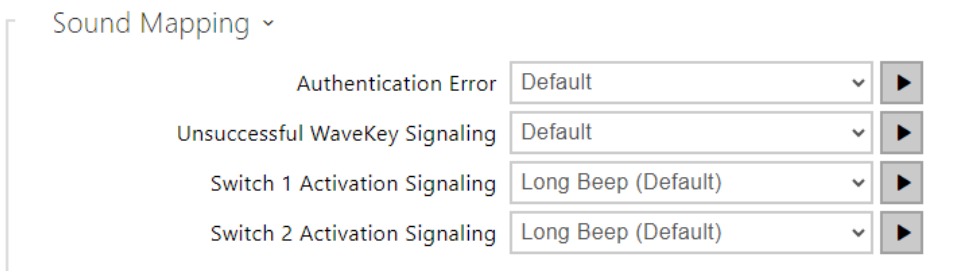 Sound Mapping
Authentication Error Default
Unsuccessful WaveKey Signaling Default
Switch 1 Activation Signaling Long Beep (Default)
Switch 2 Activation Signaling Long Beep (Default)